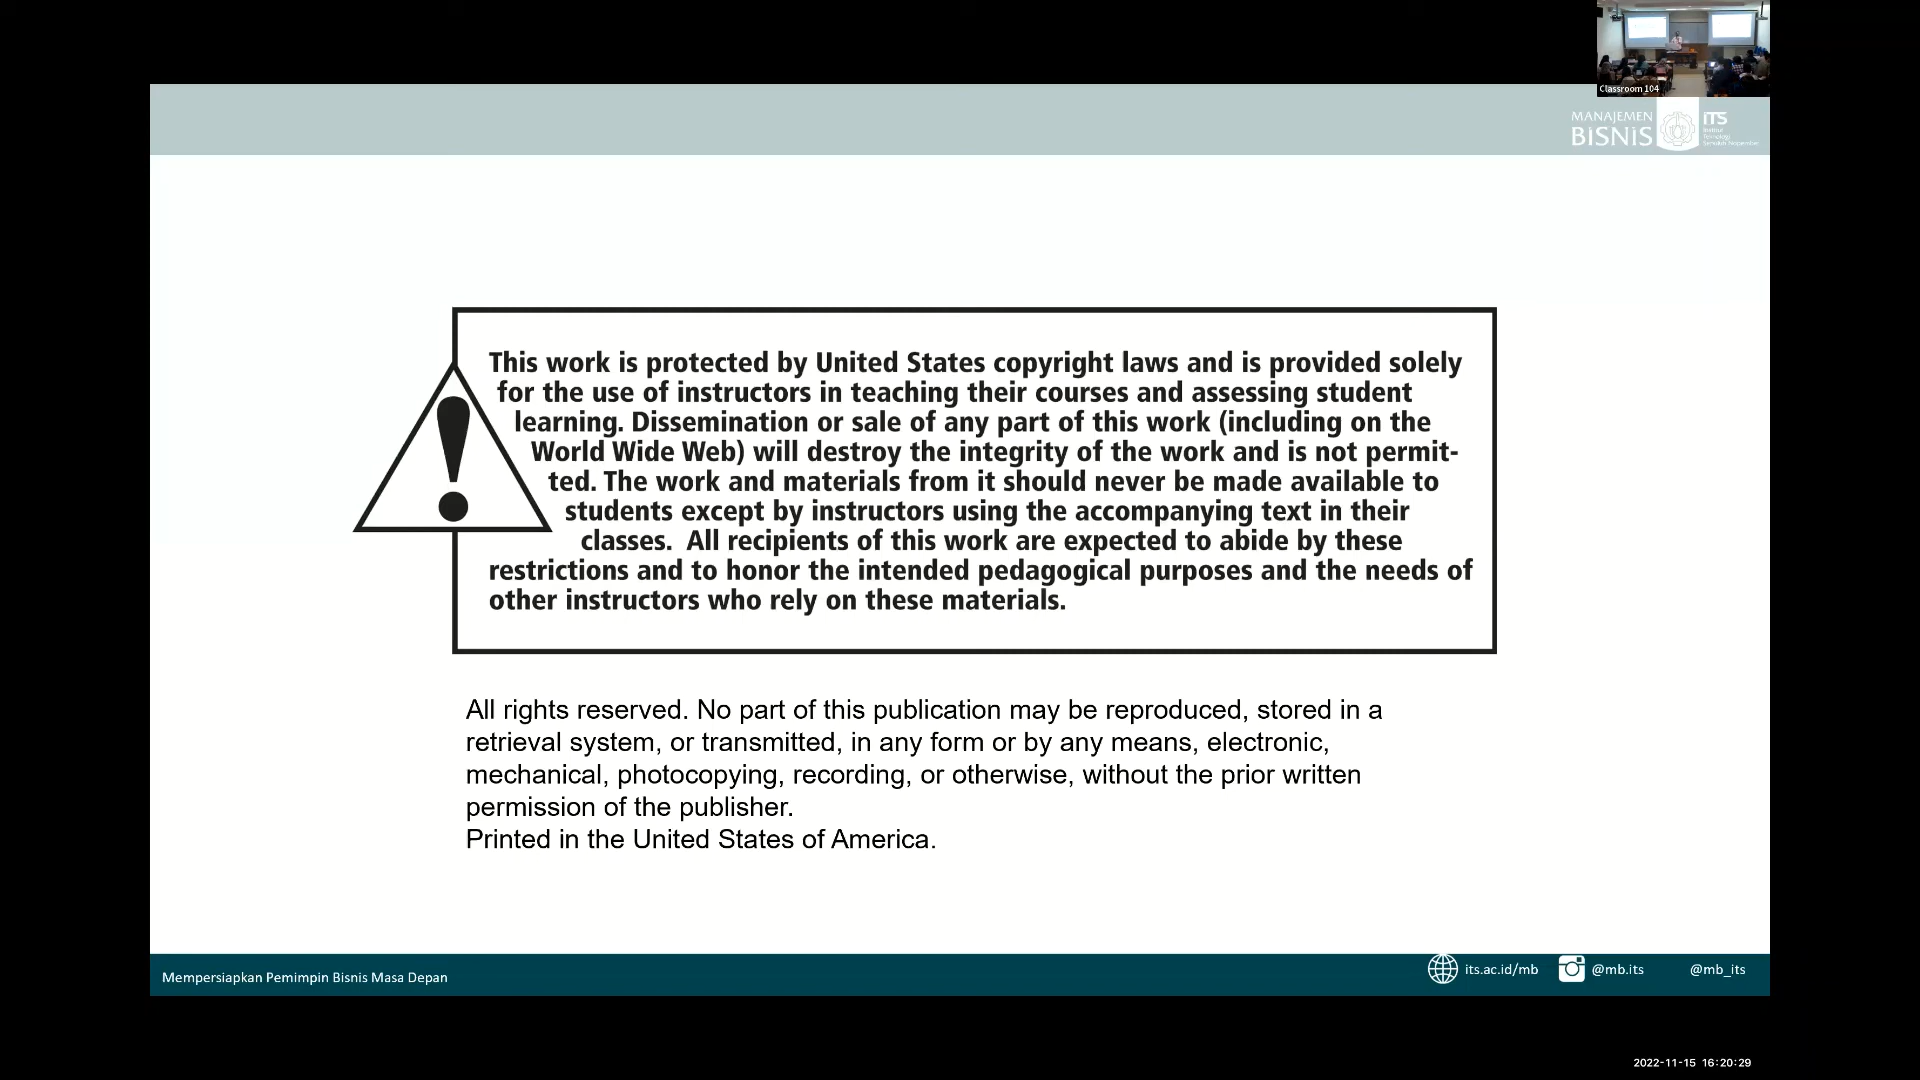 Classroom 104
MANAJEMEN
BISNIS
ITS
Institut
Teknologi
Sepuluh Nopember
This work is protected by United States copyright laws and is provided solely
for the use of instructors in teaching their courses and assessing student
learning. Dissemination or sale of any part of this work (including on the
World Wide Web) will destroy the integrity of the work and is not permit-
ted. The work and materials from it should never be made available to
students except by instructors using the accompanying text in their
classes. All recipients of this work are expected to abide by these
restrictions and to honor the intended pedagogical purposes and the needs of
other instructors who rely on these materials.
All rights reserved. No part of this publication may be reproduced, stored in a
retrieval system, or transmitted, in any form or by any means, electronic,
mechanical, photocopying, recording, or otherwise, without the prior written
permission of the publisher.
Printed in the United States of America.
Mempersiapkan Pemimpin Bisnis Masa Depan
its.ac.id/mb
@mb.its
@mb_its
2022-11-15 16:20:29